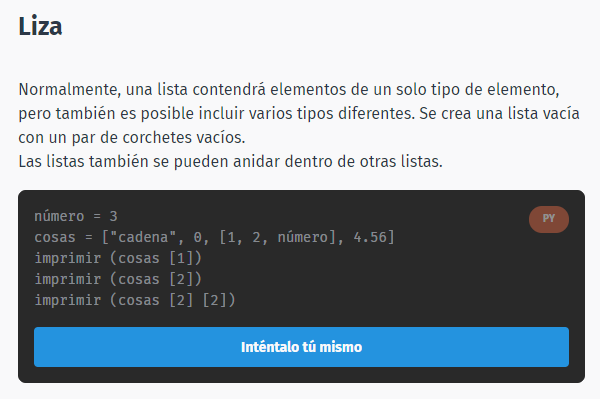 Liza
Normalmente, una lista contendrá elementos de un solo tipo de elemento,
pero también es posible incluir varios tipos diferentes. Se crea una lista vacía
con un par de corchetes vacíos.
Las listas también se pueden anidar dentro de otras listas.
PY
número = 3
cosas = ["cadena", 0, [1, 2, número], 4.56]
imprimir (cosas [1])
imprimir (cosas [2])
imprimir (cosas [2] [2])
Inténtalo tú mismo